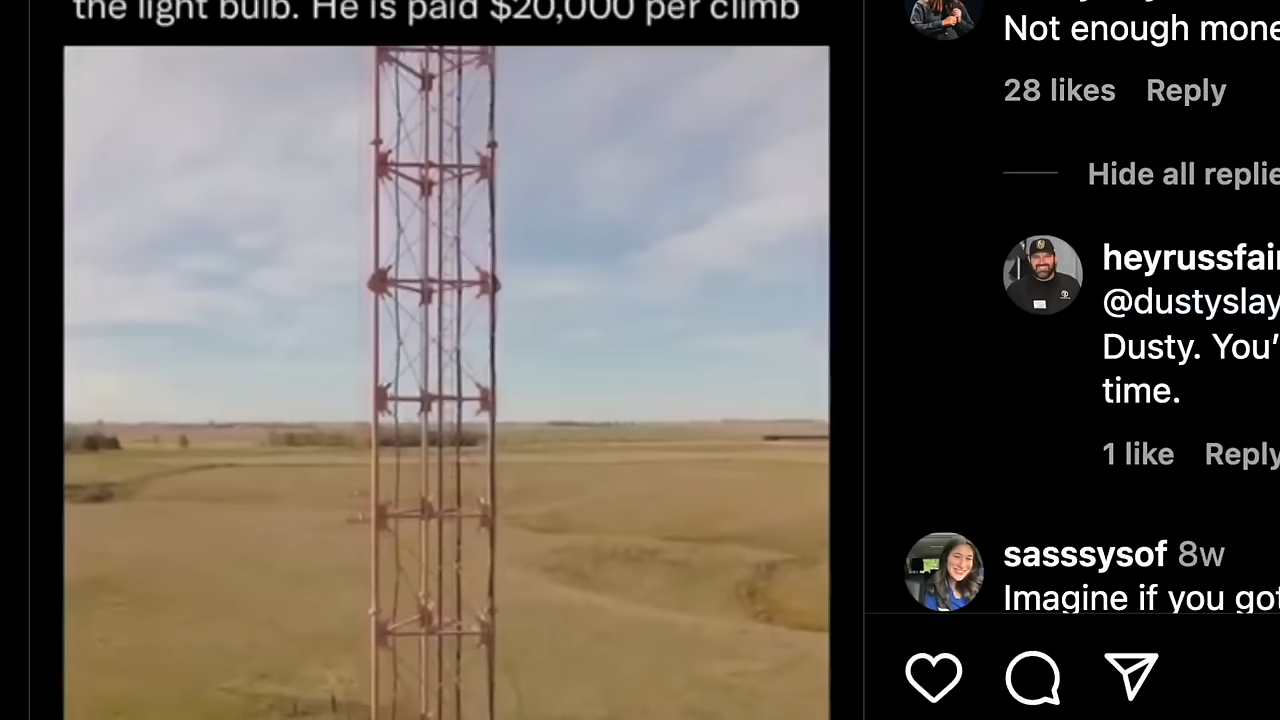 the light bulb. He is paid $20,000 per climb
Not enough mone
28 likes Reply
Hide all replie
heyrussfair
@dustyslay
Dusty. You’
time.
1 like Reply
sasssysof 8w
Imagine if you got